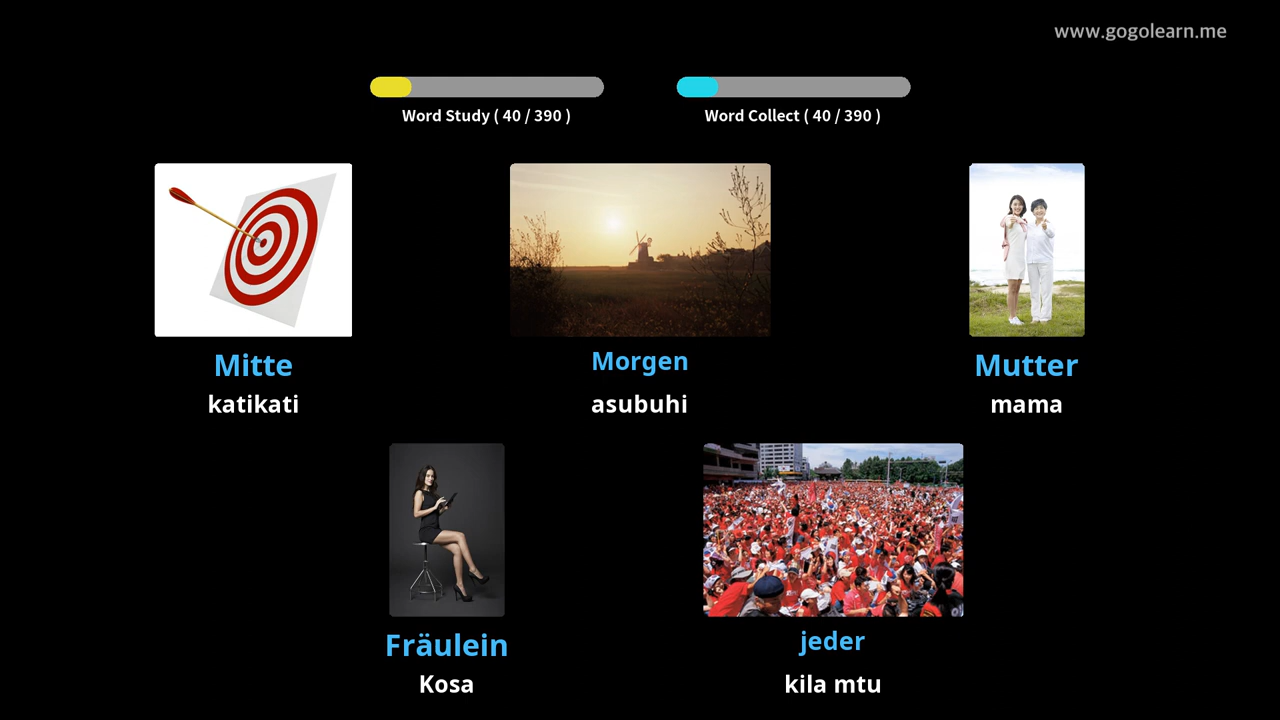 www.gogolearn.me
Word Study ( 40 / 390 )
Word Collect ( 40 / 390 )
Mitte
katikati
Morgen
asubuhi
Mutter
mama
Fräulein
Kosa
jeder
kila mtu